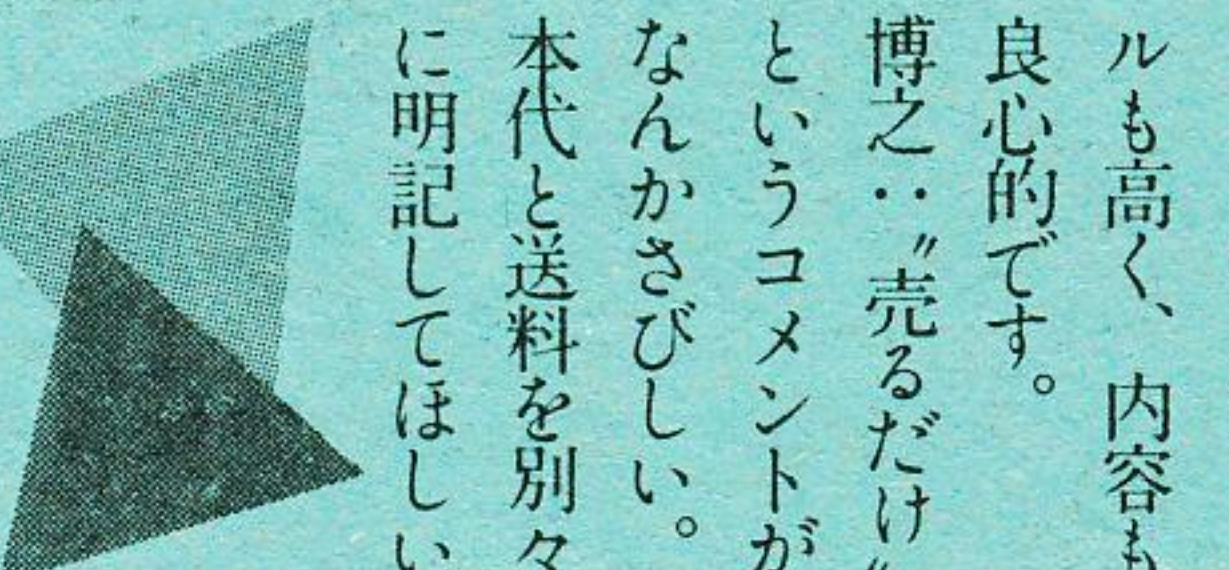 ルも高く、内容も
良心的です。
博之：〝売るだけ〟
というコメントが
なんかさびしい。
本代と送料を別々
に明記してほしい